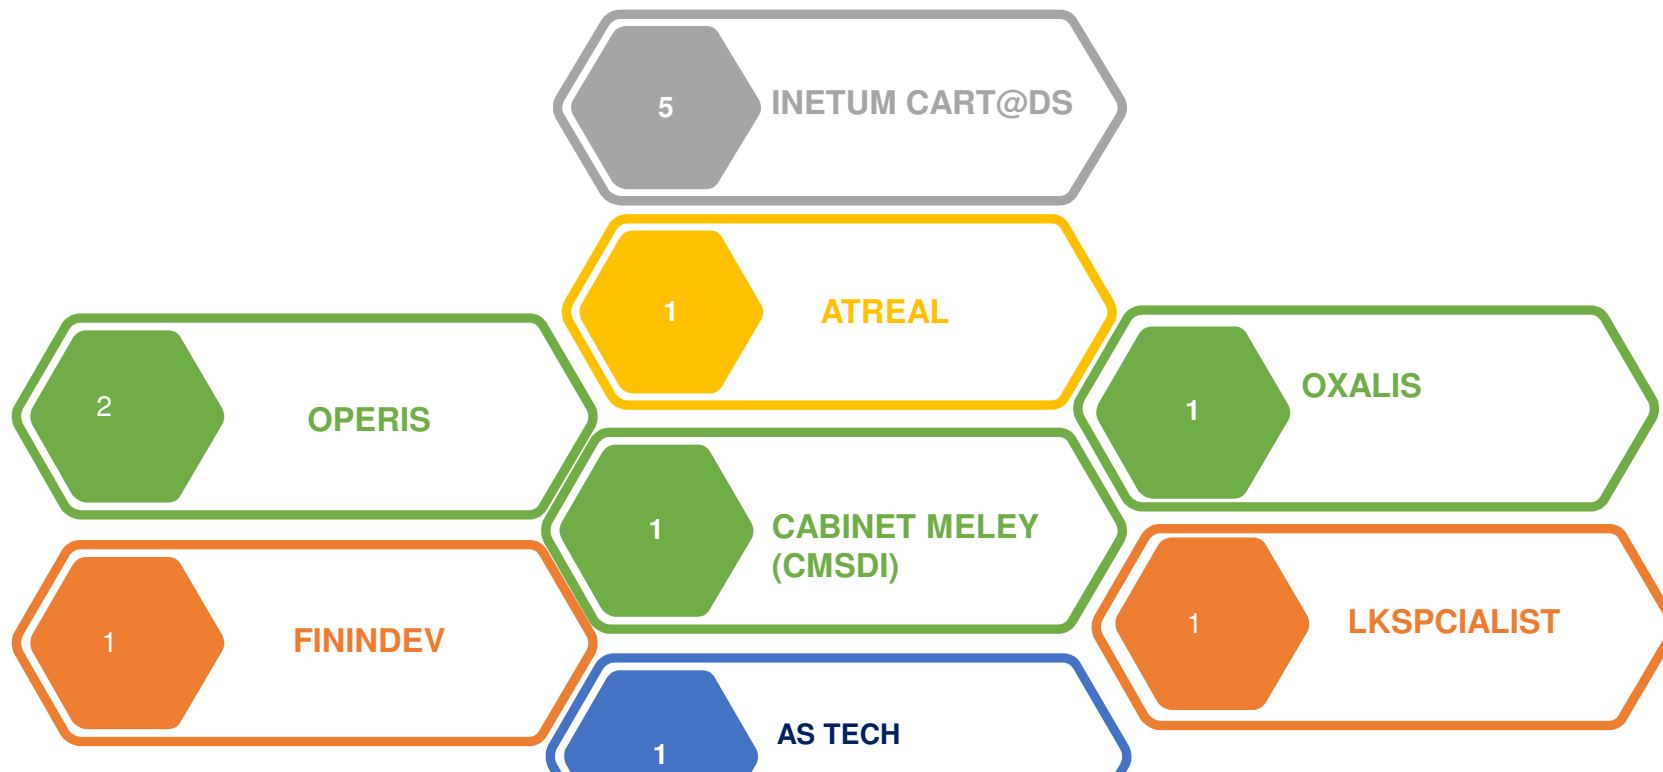 5
INETUM CART@DS
1
ATREAL
2
OPERIS
1
OXALIS
1
CABINET MELEY
(CMSDI)
1
FININDEV
1
LKSPCIALIST
1
AS TECH